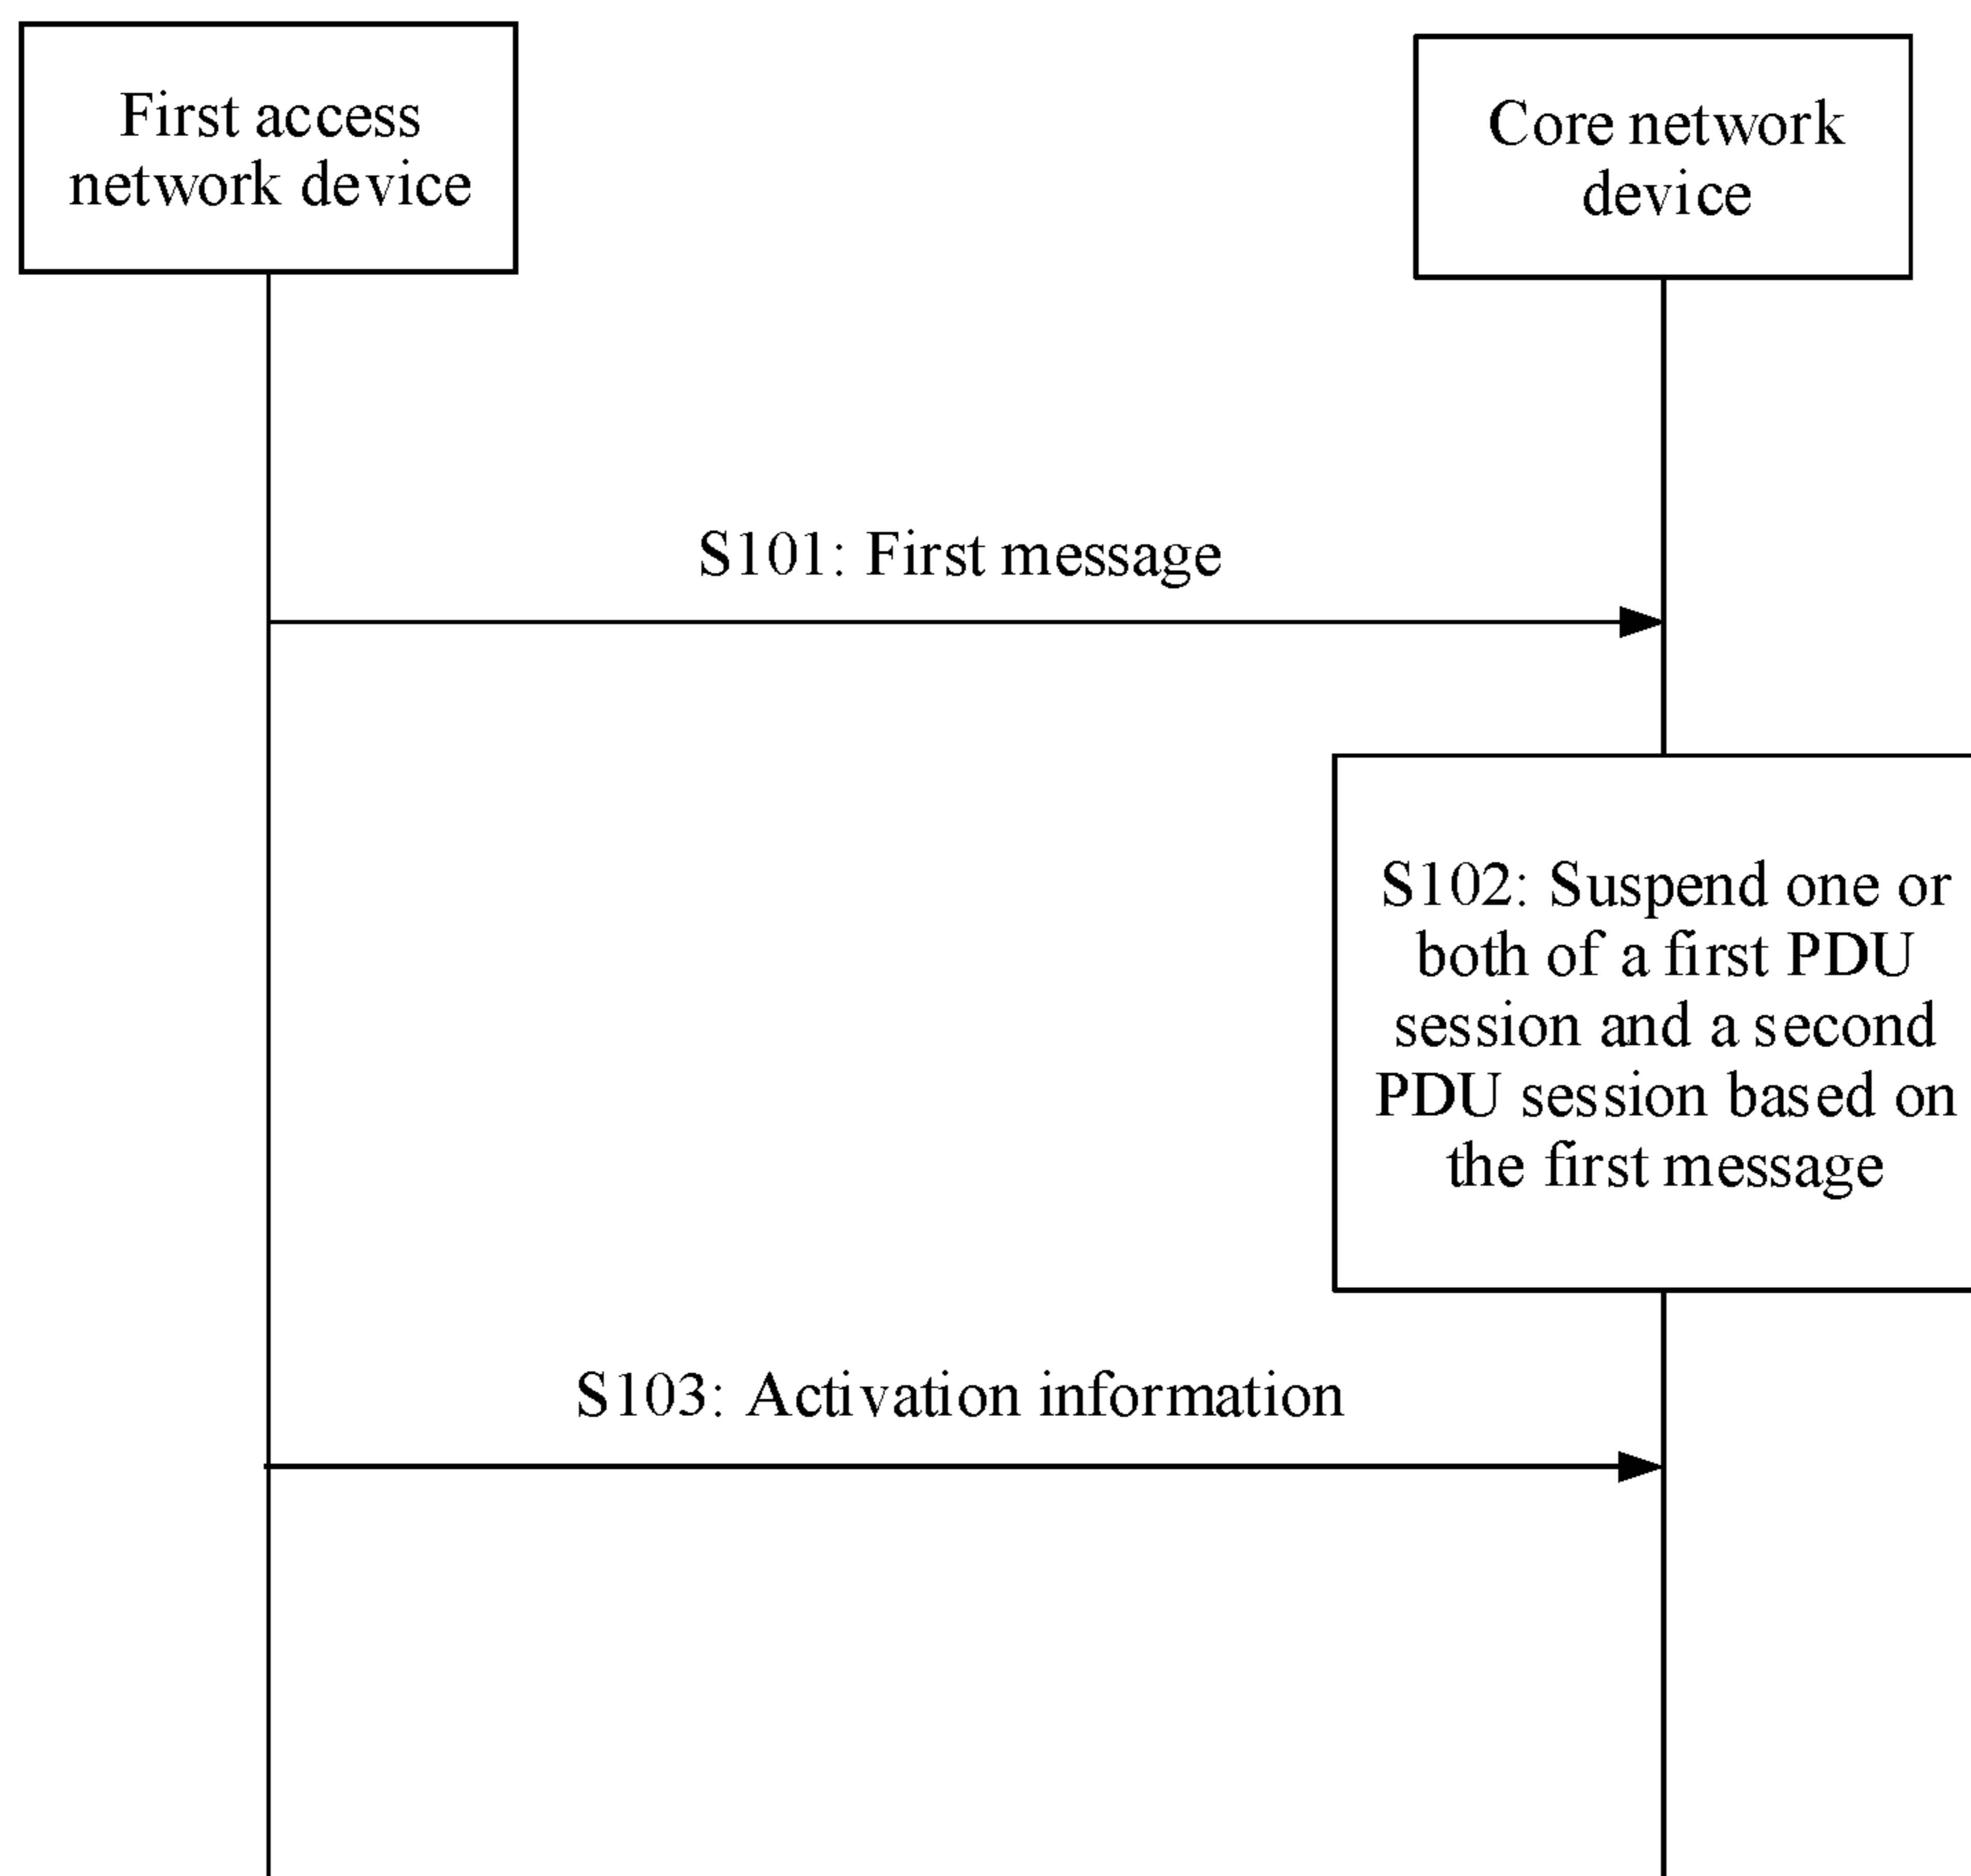 First access
network device
Core network
device
S101: First message
S102: Suspend one or
both of a first PDU
session and a second
PDU session based on
the first message
S103: Activation information